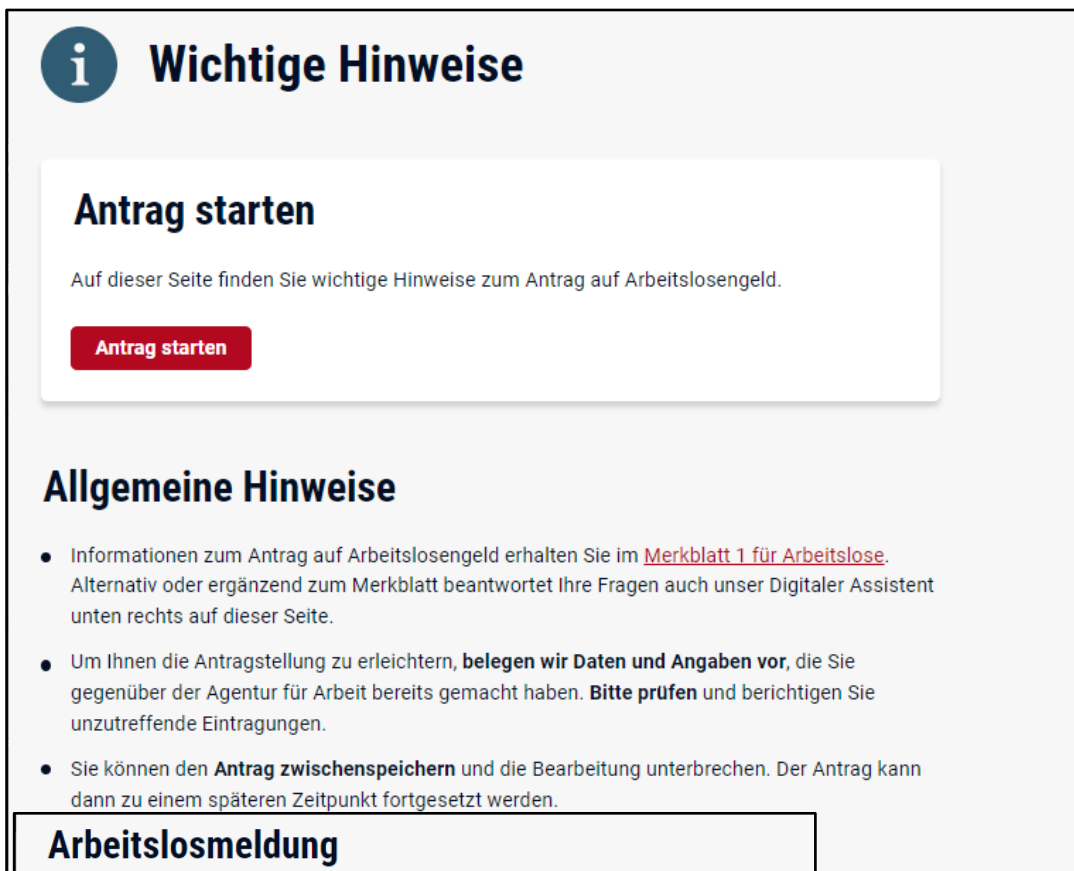 i Wichtige Hinweise
Antrag starten
Auf dieser Seite finden Sie wichtige Hinweise zum Antrag auf Arbeitslosengeld.
Antrag starten
Allgemeine Hinweise
• Informationen zum Antrag auf Arbeitslosengeld erhalten Sie im Merkblatt 1 für Arbeitslose.
Alternativ oder ergänzend zum Merkblatt beantwortet Ihre Fragen auch unser Digitaler Assistent
unten rechts auf dieser Seite.
• Um Ihnen die Antragstellung zu erleichtern, belegen wir Daten und Angaben vor, die Sie
gegenüber der Agentur für Arbeit bereits gemacht haben. Bitte prüfen und berichtigen Sie
unzutreffende Eintragungen.
• Sie können den Antrag zwischenspeichern und die Bearbeitung unterbrechen. Der Antrag kann
dann zu einem späteren Zeitpunkt fortgesetzt werden.
Arbeitslosmeldung